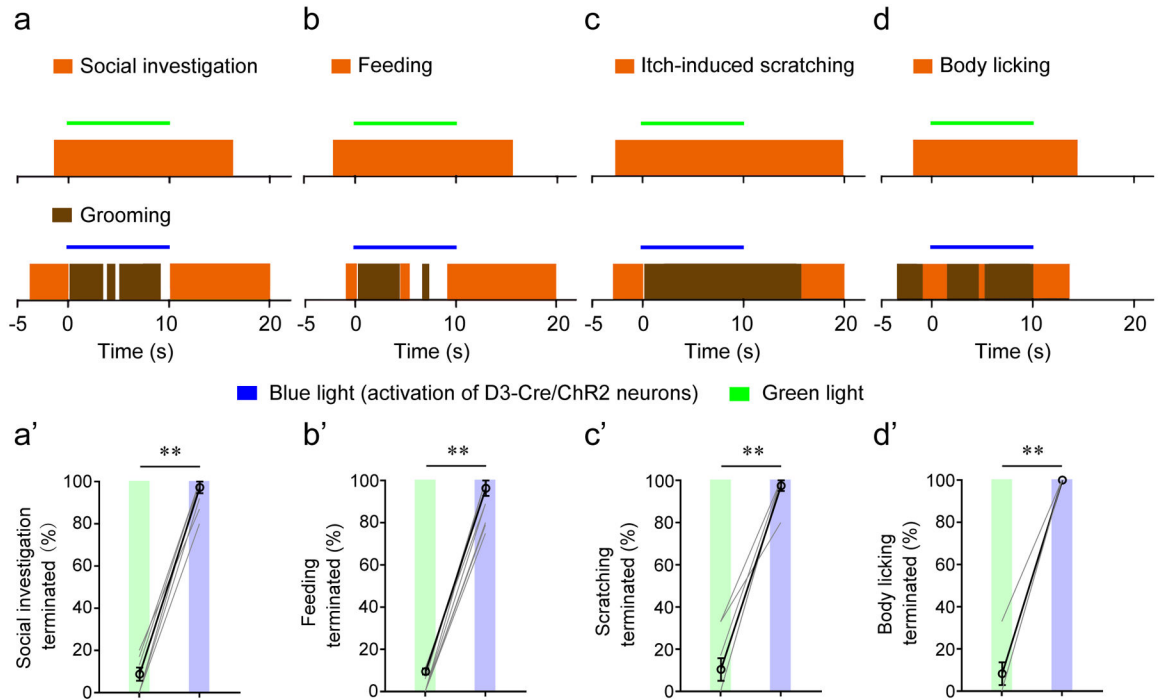 a
b
c
d
Social investigation
Feeding
Itch-induced scratching
Body licking
Grooming
-5 0 10 20
-5 0 10 20
-5 0 10 20
-5 0 10 20
Time (s)
Time (s)
Time (s)
Time (s)
Blue light (activation of D3-Cre/ChR2 neurons)
Green light
a’
b’
c’
d’
**
**
**
**
Social investigation
terminated (%)
100
80
60
40
20
0
Feeding
terminated (%)
100
80
60
40
20
0
Scratching
terminated (%)
100
80
60
40
20
0
Body licking
terminated (%)
100
80
60
40
20
0